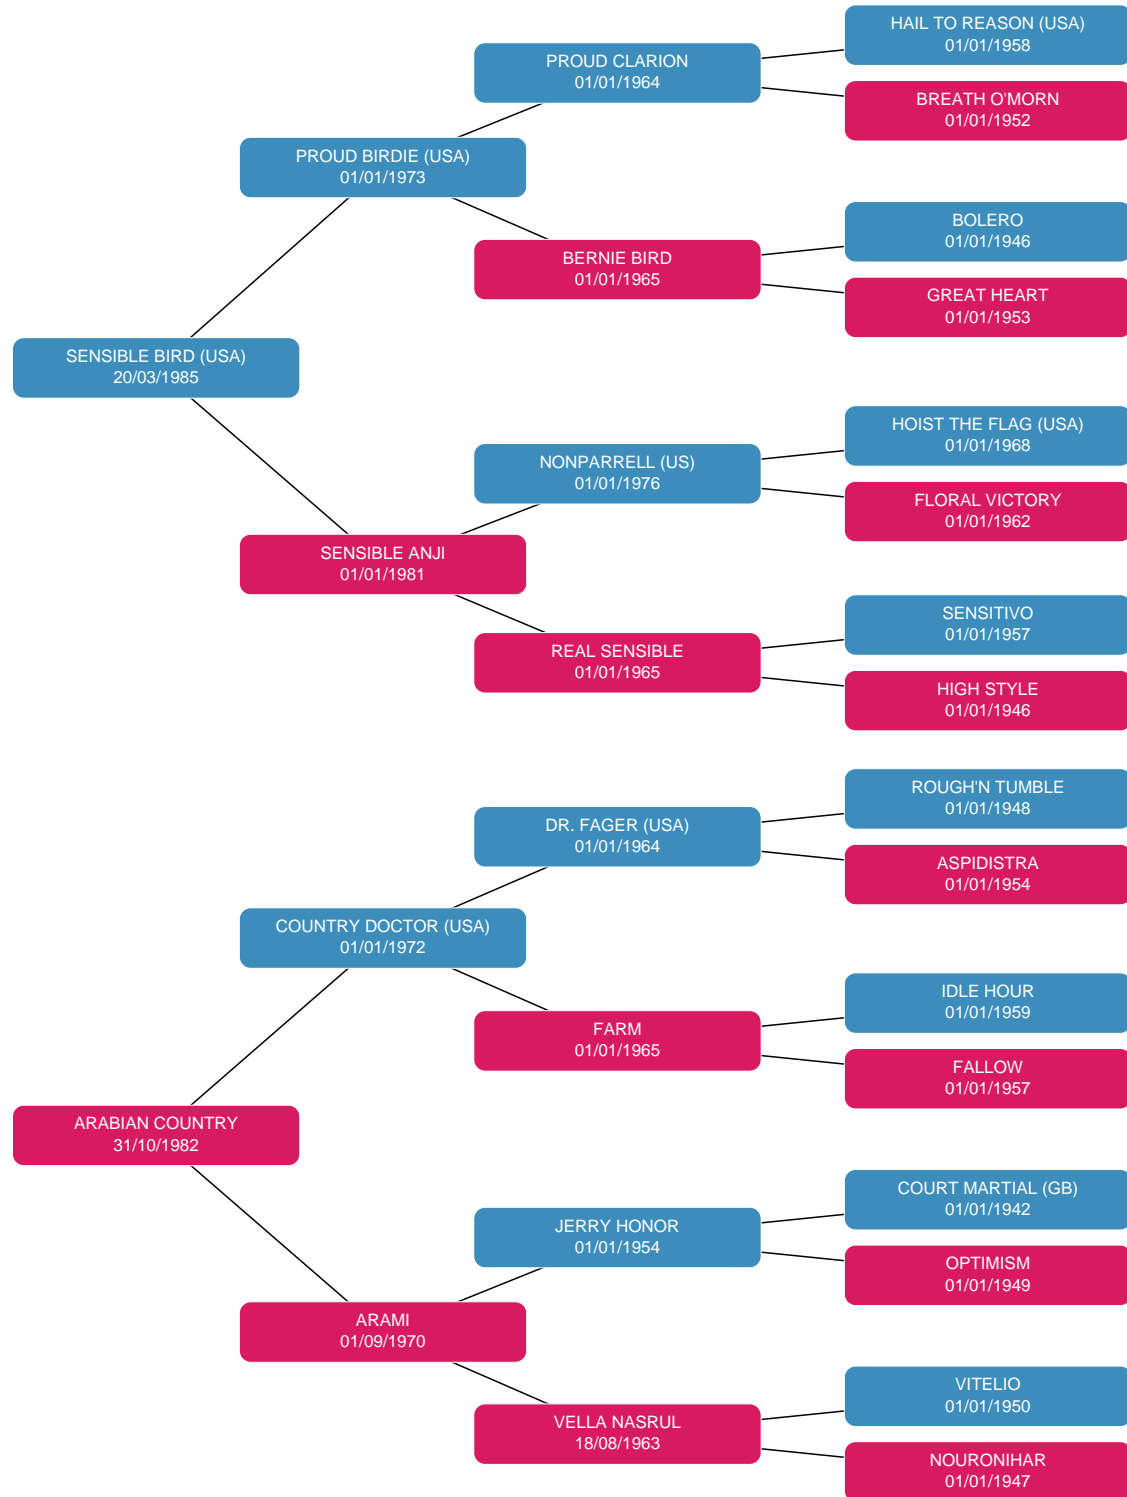 HAIL TO REASON (USA)
01/01/1958
PROUD CLARION
01/01/1964
BREATH O'MORN
01/01/1952
PROUD BIRDIE (USA)
01/01/1973
BOLERO
01/01/1946
BERNIE BIRD
01/01/1965
GREAT HEART
01/01/1953
SENSIBLE BIRD (USA)
20/03/1985
HOIST THE FLAG (USA)
01/01/1968
NONPARRELL (US)
01/01/1976
FLORAL VICTORY
01/01/1962
SENSIBLE ANJI
01/01/1981
SENSITIVO
01/01/1957
REAL SENSIBLE
01/01/1965
HIGH STYLE
01/01/1946
ROUGH'N TUMBLE
01/01/1948
DR. FAGER (USA)
01/01/1964
ASPIDISTRA
01/01/1954
COUNTRY DOCTOR (USA)
01/01/1972
IDLE HOUR
01/01/1959
FARM
01/01/1965
FALLOW
01/01/1957
ARABIAN COUNTRY
31/10/1982
COURT MARTIAL (GB)
01/01/1942
JERRY HONOR
01/01/1954
OPTIMISM
01/01/1949
ARAMI
01/09/1970
VITELIO
01/01/1950
VELLA NASRUL
18/08/1963
NOURONIHAR
01/01/1947